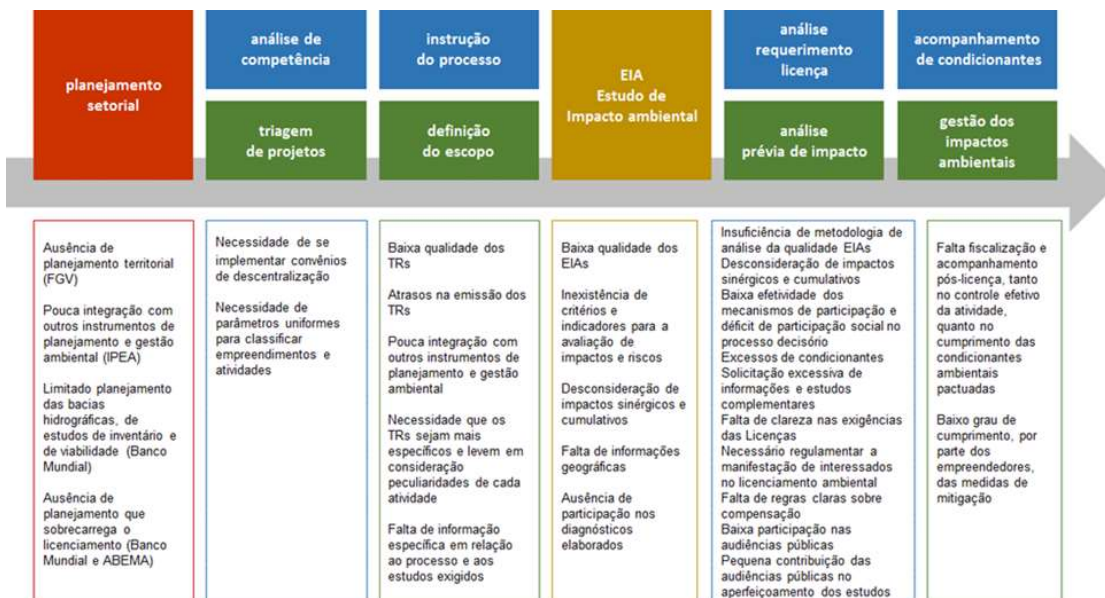 planejamento
setorial
análise de
competência
triagem
de projetos
instrução
do processo
definição
do escopo
EIA
Estudo de
Impacto ambiental
análise
requerimento
licença
análise
prévia de impacto
acompanhamento
de condicionantes
gestão dos
impactos
ambientais
Ausência de
planejamento territorial
(FGV)
Pouca integração com
outros instrumentos de
planejamento e gestão
ambiental (IPEA)
Limitado planejamento
das bacias
hidrográficas, de
estudos de inventário e
de viabilidade (Banco
Mundial)
Ausência de
planejamento que
sobrecarrega o
licenciamento (Banco
Mundial e ABEMA)
Necessidade de se
implementar convênios
de descentralização
Necessidade de
parâmetros uniformes
para classificar
empreendimentos e
atividades
Baixa qualidade dos
TRs
Atrasos na emissão dos
TRs
Pouca integração com
outros instrumentos de
planejamento e gestão
ambiental
Necessidade que os
TRs sejam mais
específicos e levem em
consideração
peculiaridades de cada
atividade
Falta de informação
específica em relação
ao processo e aos
estudos exigidos
Baixa qualidade dos
EIAs
Inexistência de
critérios e
indicadores para a
avaliação de
impactos e riscos
Desconsideração de
impactos sinérgicos e
cumulativos
Falta de informações
geográficas
Ausência de
participação nos
diagnósticos
elaborados
Insuficiência de metodologia de
análise da qualidade EIAs
Desconsideração de impactos
sinérgicos e cumulativos
Baixa efetividade dos
mecanismos de participação e
déficit de participação social no
processo decisório
Excessos de condicionantes
Solicitação excessiva de
informações e estudos
complementares
Falta de clareza nas exigências
das Licenças
Necessário regulamentar a
manifestação de interessados
no licenciamento ambiental
Falta de regras claras sobre
compensação
Baixa participação nas
audiências públicas
Pequena contribuição das
audiências públicas no
aperfeiçoamento dos estudos
Falta fiscalização e
acompanhamento
pós-licença, tanto
no controle efetivo
da atividade,
quanto no
cumprimento das
condicionantes
ambientais
pactuadas
Baixo grau de
cumprimento, por
parte dos
empreendedores,
das medidas de
mitigação